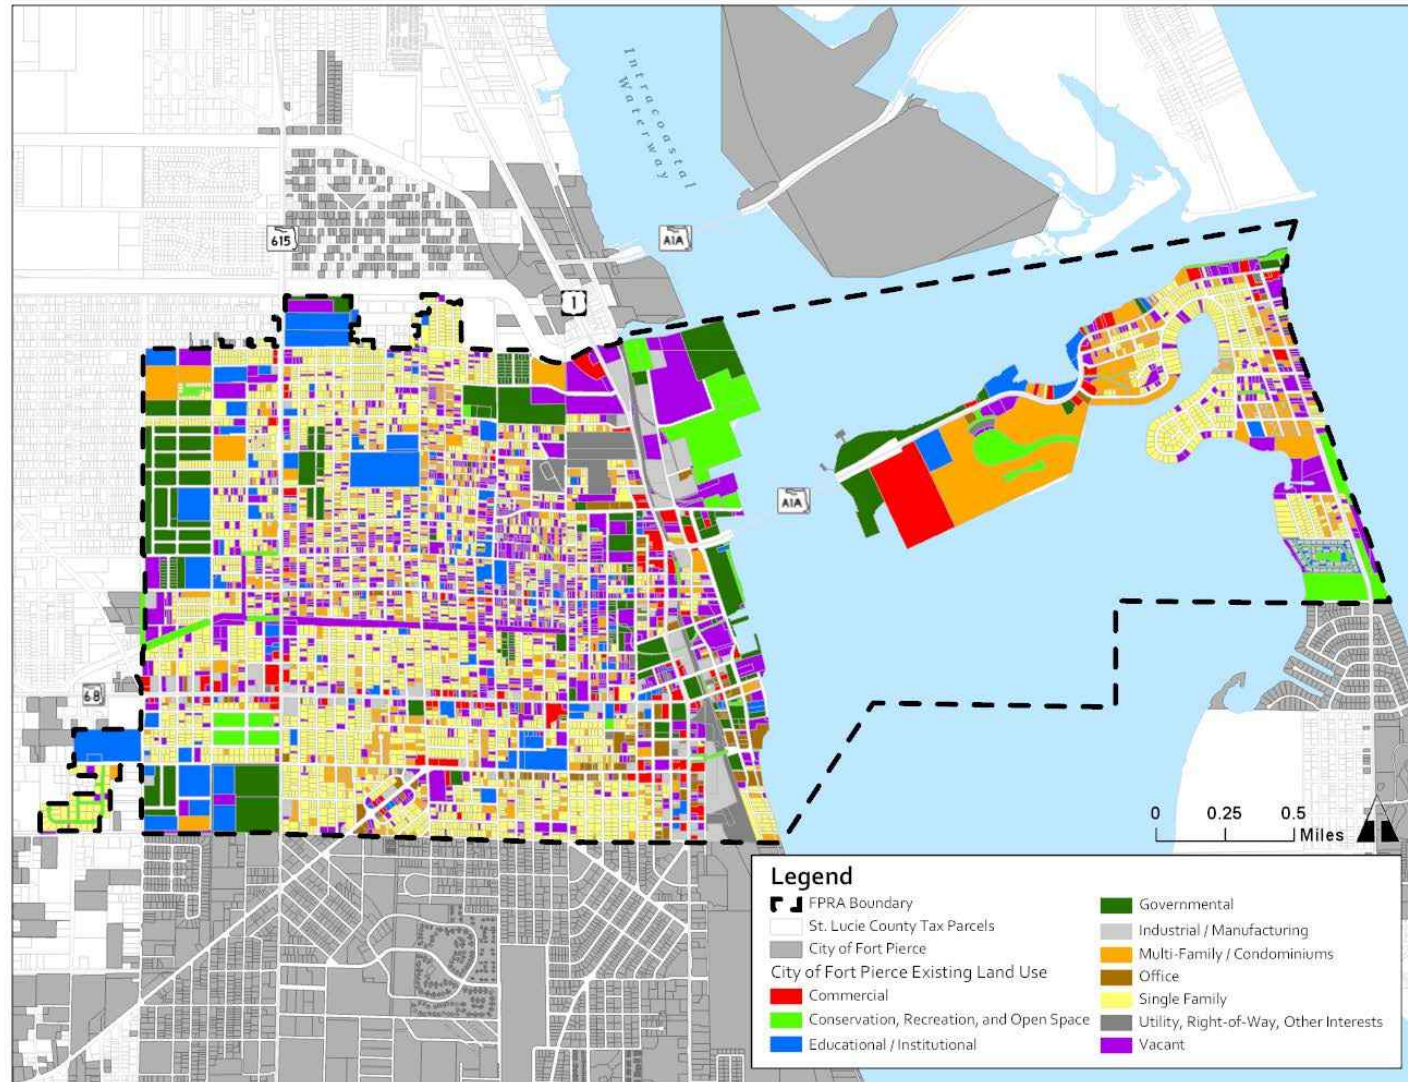 Intracoastal
Waterway
615
A1A
1
A1A
68
0 0.25 0.5
Miles
Legend
FPRA Boundary
St. Lucie County Tax Parcels
City of Fort Pierce
City of Fort Pierce Existing Land Use
Commercial
Conservation, Recreation, and Open Space
Educational / Institutional
Governmental
Industrial / Manufacturing
Multi-Family / Condominiums
Office
Single Family
Utility, Right-of-Way, Other Interests
Vacant